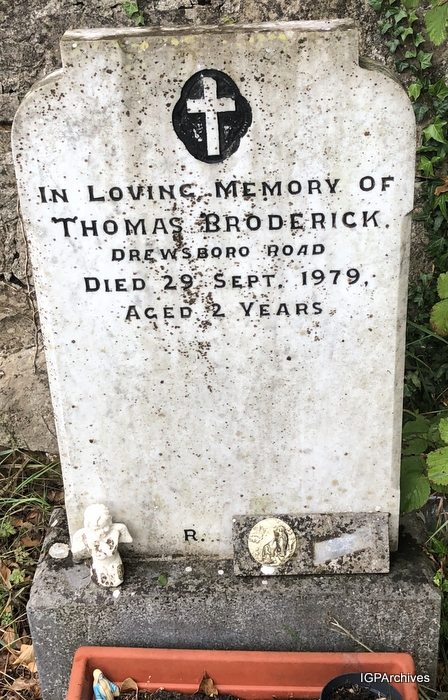 IN LOVING MEMORY OF
THOMAS BRODERICK.
DREWSBORO ROAD
DIED 29 SEPT. 1979,
AGED 2 YEARS
R.
IGPArchives